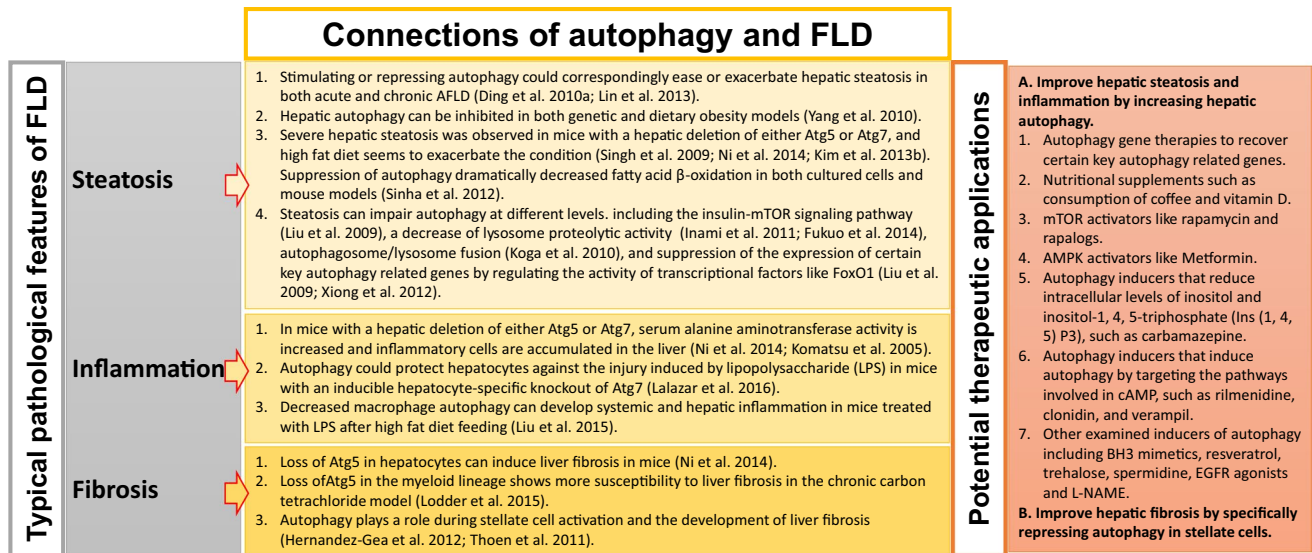 Connections of autophagy and FLD
Typical pathological features of FLD
Steatosis
1. Stimulating or repressing autophagy could correspondingly ease or exacerbate hepatic steatosis in
both acute and chronic AFLD (Ding et al. 2010a; Lin et al. 2013).
2. Hepatic autophagy can be inhibited in both genetic and dietary obesity models (Yang et al. 2010).
3. Severe hepatic steatosis was observed in mice with a hepatic deletion of either Atg5 or Atg7, and
high fat diet seems to exacerbate the condition (Singh et al. 2009; Ni et al. 2014; Kim et al. 2013b).
Suppression of autophagy dramatically decreased fatty acid β-oxidation in both cultured cells and
mouse models (Sinha et al. 2012).
4. Steatosis can impair autophagy at different levels. including the insulin-mTOR signaling pathway
(Liu et al. 2009), a decrease of lysosome proteolytic activity (Inami et al. 2011; Fukuo et al. 2014),
autophagosome/lysosome fusion (Koga et al. 2010), and suppression of the expression of certain
key autophagy related genes by regulating the activity of transcriptional factors like FoxO1 (Liu et al.
2009; Xiong et al. 2012).
Inflammation
1. In mice with a hepatic deletion of either Atg5 or Atg7, serum alanine aminotransferase activity is
increased and inflammatory cells are accumulated in the liver (Ni et al. 2014; Komatsu et al. 2005).
2. Autophagy could protect hepatocytes against the injury induced by lipopolysaccharide (LPS) in mice
with an inducible hepatocyte-specific knockout of Atg7 (Lalazar et al. 2016).
3. Decreased macrophage autophagy can develop systemic and hepatic inflammation in mice treated
with LPS after high fat diet feeding (Liu et al. 2015).
Fibrosis
1. Loss of Atg5 in hepatocytes can induce liver fibrosis in mice (Ni et al. 2014).
2. Loss ofAtg5 in the myeloid lineage shows more susceptibility to liver fibrosis in the chronic carbon
tetrachloride model (Lodder et al. 2015).
3. Autophagy plays a role during stellate cell activation and the development of liver fibrosis
(Hernandez-Gea et al. 2012; Thoen et al. 2011).
Potential therapeutic applications
A. Improve hepatic steatosis and
inflammation by increasing hepatic
autophagy.
1. Autophagy gene therapies to recover
certain key autophagy related genes.
2. Nutritional supplements such as
consumption of coffee and vitamin D.
3. mTOR activators like rapamycin and
rapalogs.
4. AMPK activators like Metformin.
5. Autophagy inducers that reduce
intracellular levels of inositol and
inositol-1, 4, 5-triphosphate (Ins (1, 4,
5) P3), such as carbamazepine.
6. Autophagy inducers that induce
autophagy by targeting the pathways
involved in cAMP, such as rilmenidine,
clonidin, and verampil.
7. Other examined inducers of autophagy
including BH3 mimetics, resveratrol,
trehalose, spermidine, EGFR agonists
and L-NAME.
B. Improve hepatic fibrosis by specifically
repressing autophagy in stellate cells.